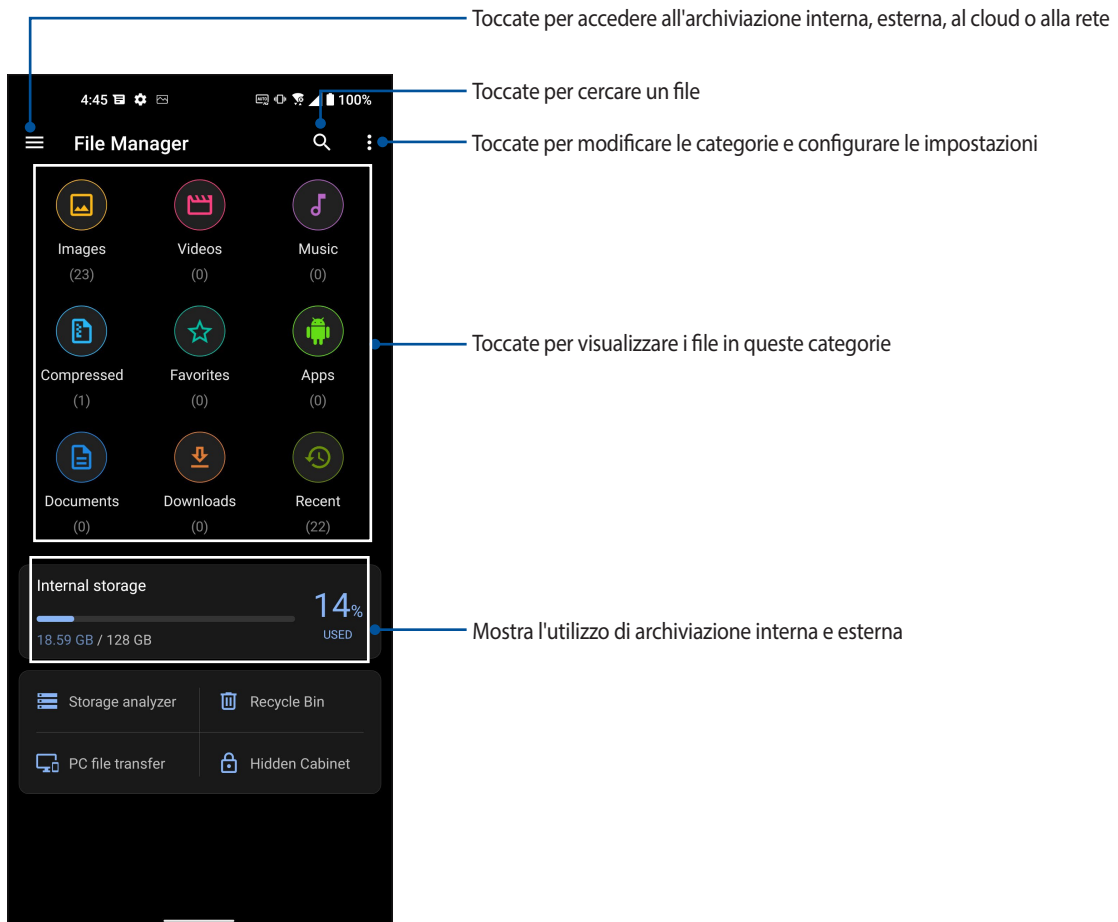 Toccate per accedere all'archiviazione interna, esterna, al cloud o alla rete
4:45 100%
Toccate per cercare un file
File Manager
Toccate per modificare le categorie e configurare le impostazioni
Images Videos Music
(23) (0) (0)
Toccate per visualizzare i file in queste categorie
Compressed Favorites Apps
(1) (0) (0)
Documents Downloads Recent
(0) (0) (22)
Internal storage
14%
18.59 GB / 128 GB USED
Mostra l'utilizzo di archiviazione interna e esterna
Storage analyzer Recycle Bin
PC file transfer Hidden Cabinet